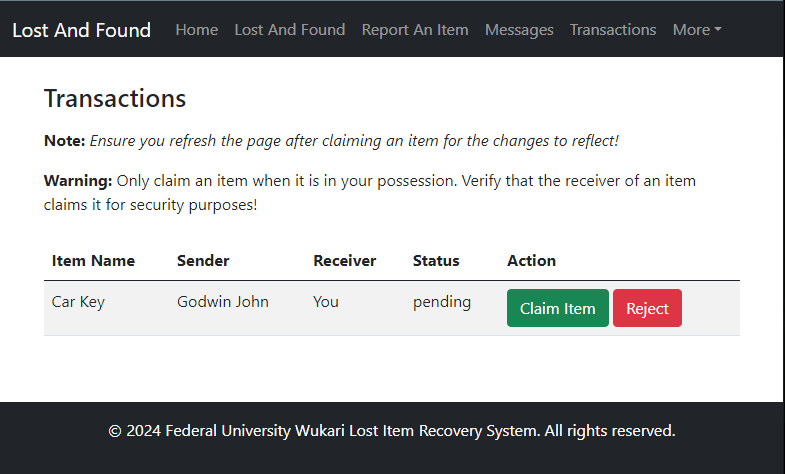 Lost And Found Home Lost And Found Report An Item Messages Transactions More
Transactions
Note: Ensure you refresh the page after claiming an item for the changes to reflect!
Warning: Only claim an item when it is in your possession. Verify that the receiver of an item
claims it for security purposes!
Item Name Sender Receiver Status Action
Car Key Godwin John You pending Claim Item Reject
© 2024 Federal University Wukari Lost Item Recovery System. All rights reserved.